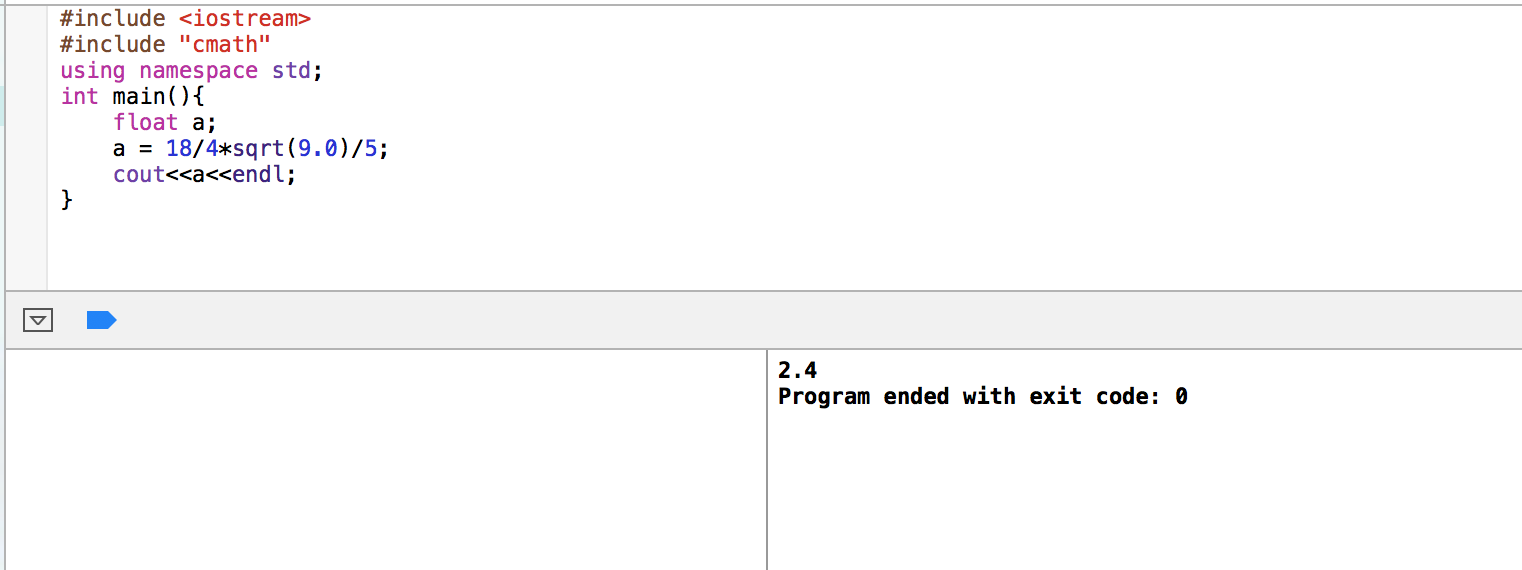 #include <iostream>
#include "cmath"
using namespace std;
int main(){
    float a;
    a = 18/4*sqrt(9.0)/5;
    cout<<a<<endl;
}
2.4
Program ended with exit code: 0